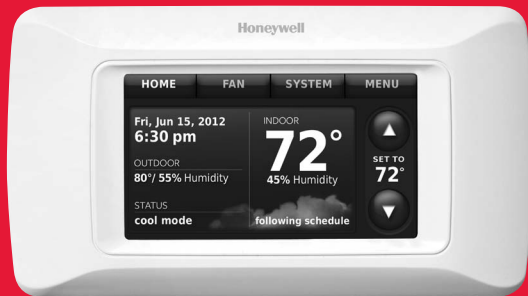 Honeywell
HOME FAN SYSTEM MENU
Fri, Jun 15, 2012
6:30 pm
OUTDOOR
80°/ 55% Humidity
STATUS
cool mode
INDOOR
72°
45% Humidity
following schedule
SET TO
72°